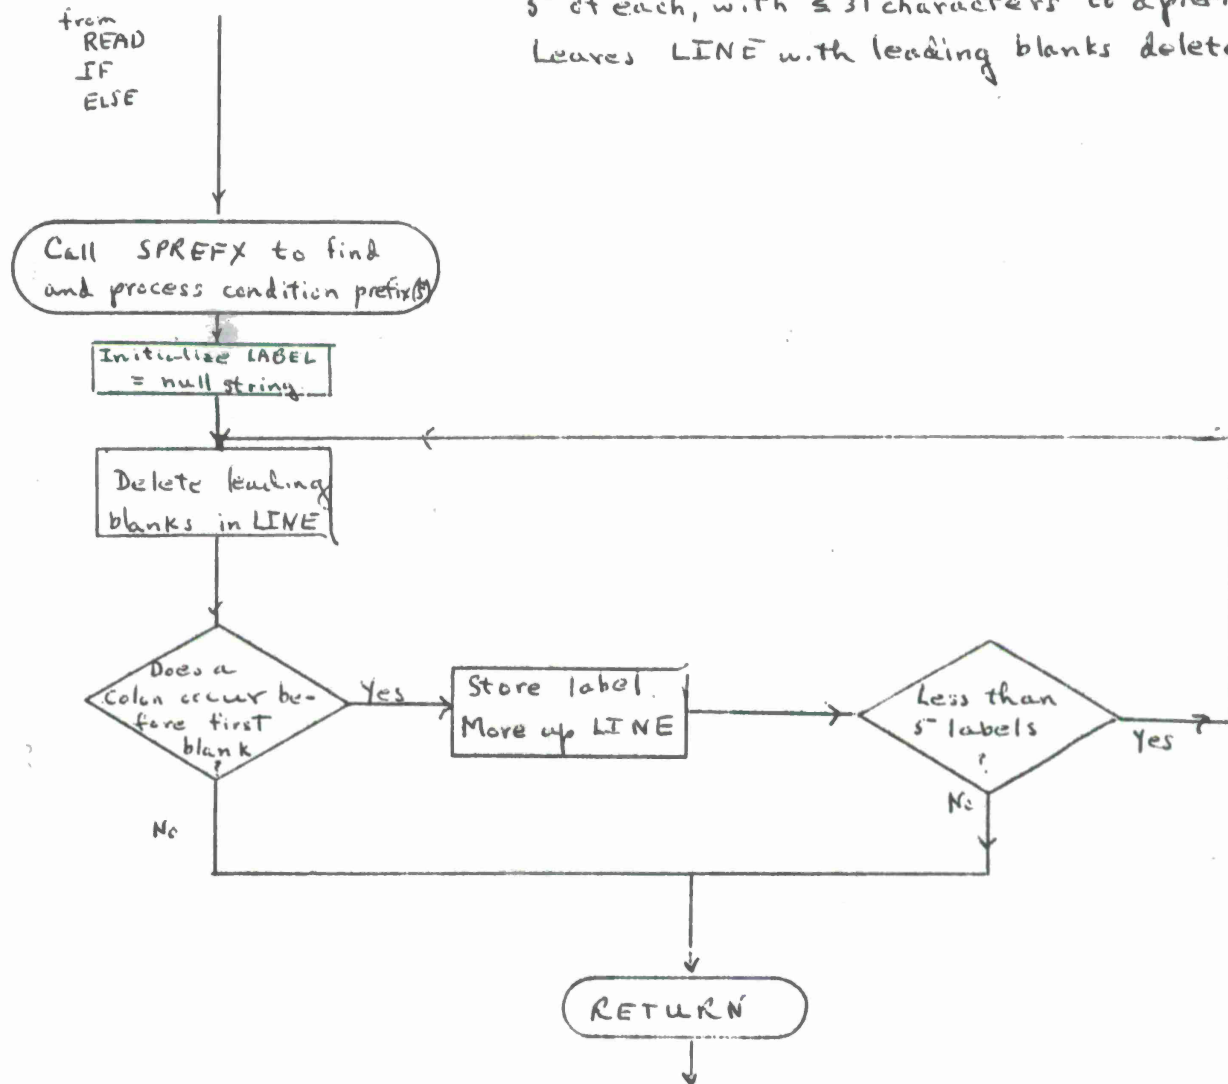 5 of each, with ≤ 31 characters to a
Leaves LINE with leading blanks
from
READ
IF
ELSE
Call SPREFX to find
and process condition prefix(s)
Initialize LABEL
= null string.
Delete leading
blanks in LINE
Does a
Colon occur be-
fore first
blank
?
Yes
Store label.
Move up LINE
Less than
5 labels
?
Yes
No
No
RETURN